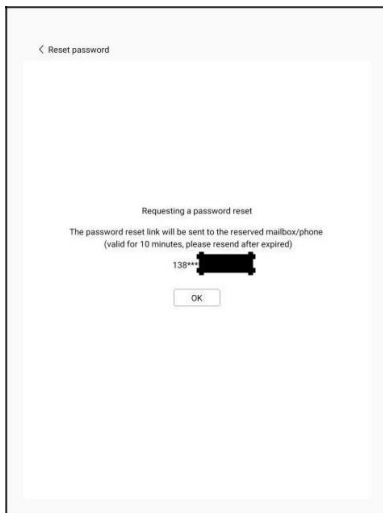 Reset password
Requesting a password reset
The password reset link will be sent to the reserved mailbox/phone
(valid for 10 minutes, please resend after expired)
138***
OK